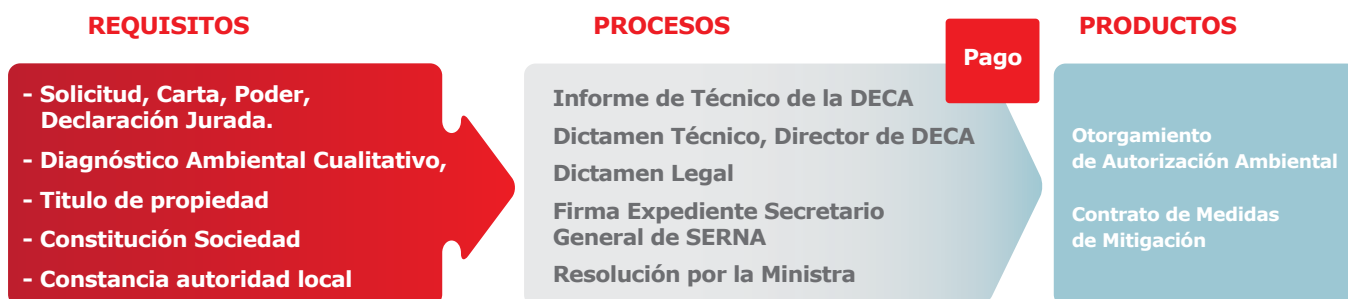 REQUISITOS
- Solicitud, Carta, Poder,
Declaración Jurada.
- Diagnóstico Ambiental Cualitativo,
- Titulo de propiedad
- Constitución Sociedad
- Constancia autoridad local
PROCESOS
Informe de Técnico de la DECA
Dictamen Técnico, Director de DECA
Dictamen Legal
Firma Expediente Secretario
General de SERNA
Resolución por la Ministra
Pago
PRODUCTOS
Otorgamiento
de Autorización Ambiental
Contrato de Medidas
de Mitigación